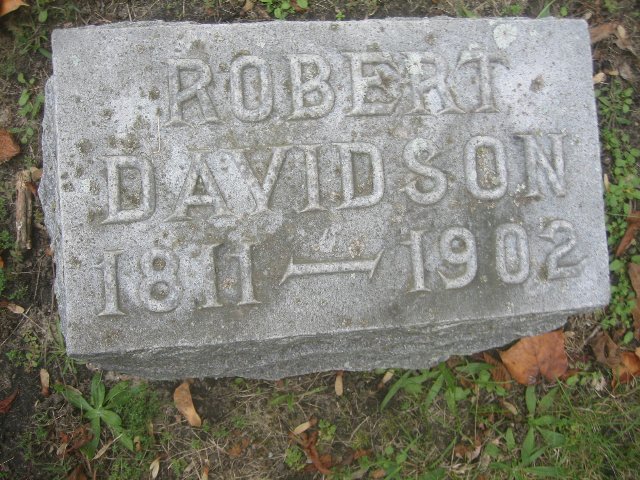 ROBERT
DAVIDSON
1811 — 1902